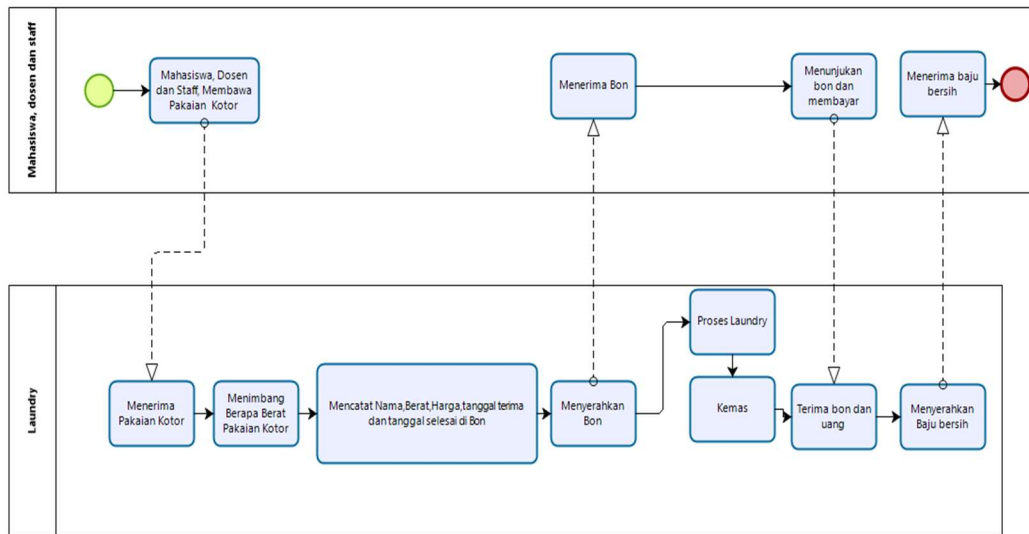 Mahasiswa, dosen dan staff
Mahasiswa, Dosen
dan Staff, Membawa
Pakaian Kotor
Menerima Bon
Menunjukan
bon dan
membayar
Menerima baju
bersih
Laundry
Menerima
Pakaian Kotor
Menimbang
Berapa Berat
Pakaian Kotor
Mencatat Nama,Berat,Harga,tanggal terima
dan tanggal selesai di Bon
Menyerahkan
Bon
Proses Laundry
Kemas
Terima bon dan
uang
Menyerahkan
Baju bersih